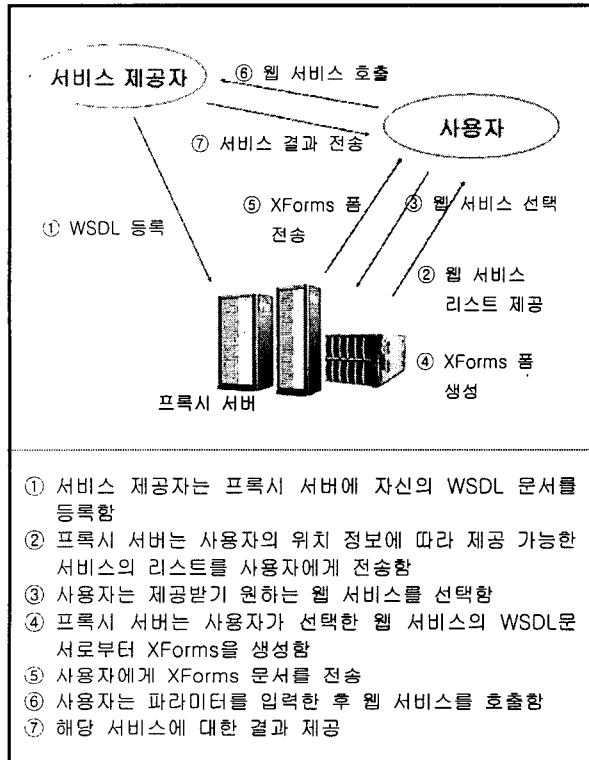 ⑥ 웹 서비스 호출
서비스 제공자
사용자
⑦ 서비스 결과 전송
⑤ XForms 폼
전송
③ 웹 서비스 선택
① WSDL 등록
② 웹 서비스
리스트 제공
④ XForms 폼
생성
프록시 서버
① 서비스 제공자는 프록시 서버에 자신의 WSDL 문서를
등록함
② 프록시 서버는 사용자의 위치 정보에 따라 제공 가능한
서비스의 리스트를 사용자에게 전송함
③ 사용자는 제공받기 원하는 웹 서비스를 선택함
④ 프록시 서버는 사용자가 선택한 웹 서비스의 WSDL문
서로부터 XForms을 생성함
⑤ 사용자에게 XForms 문서를 전송
⑥ 사용자는 파라미터를 입력한 후 웹 서비스를 호출함
⑦ 해당 서비스에 대한 결과 제공